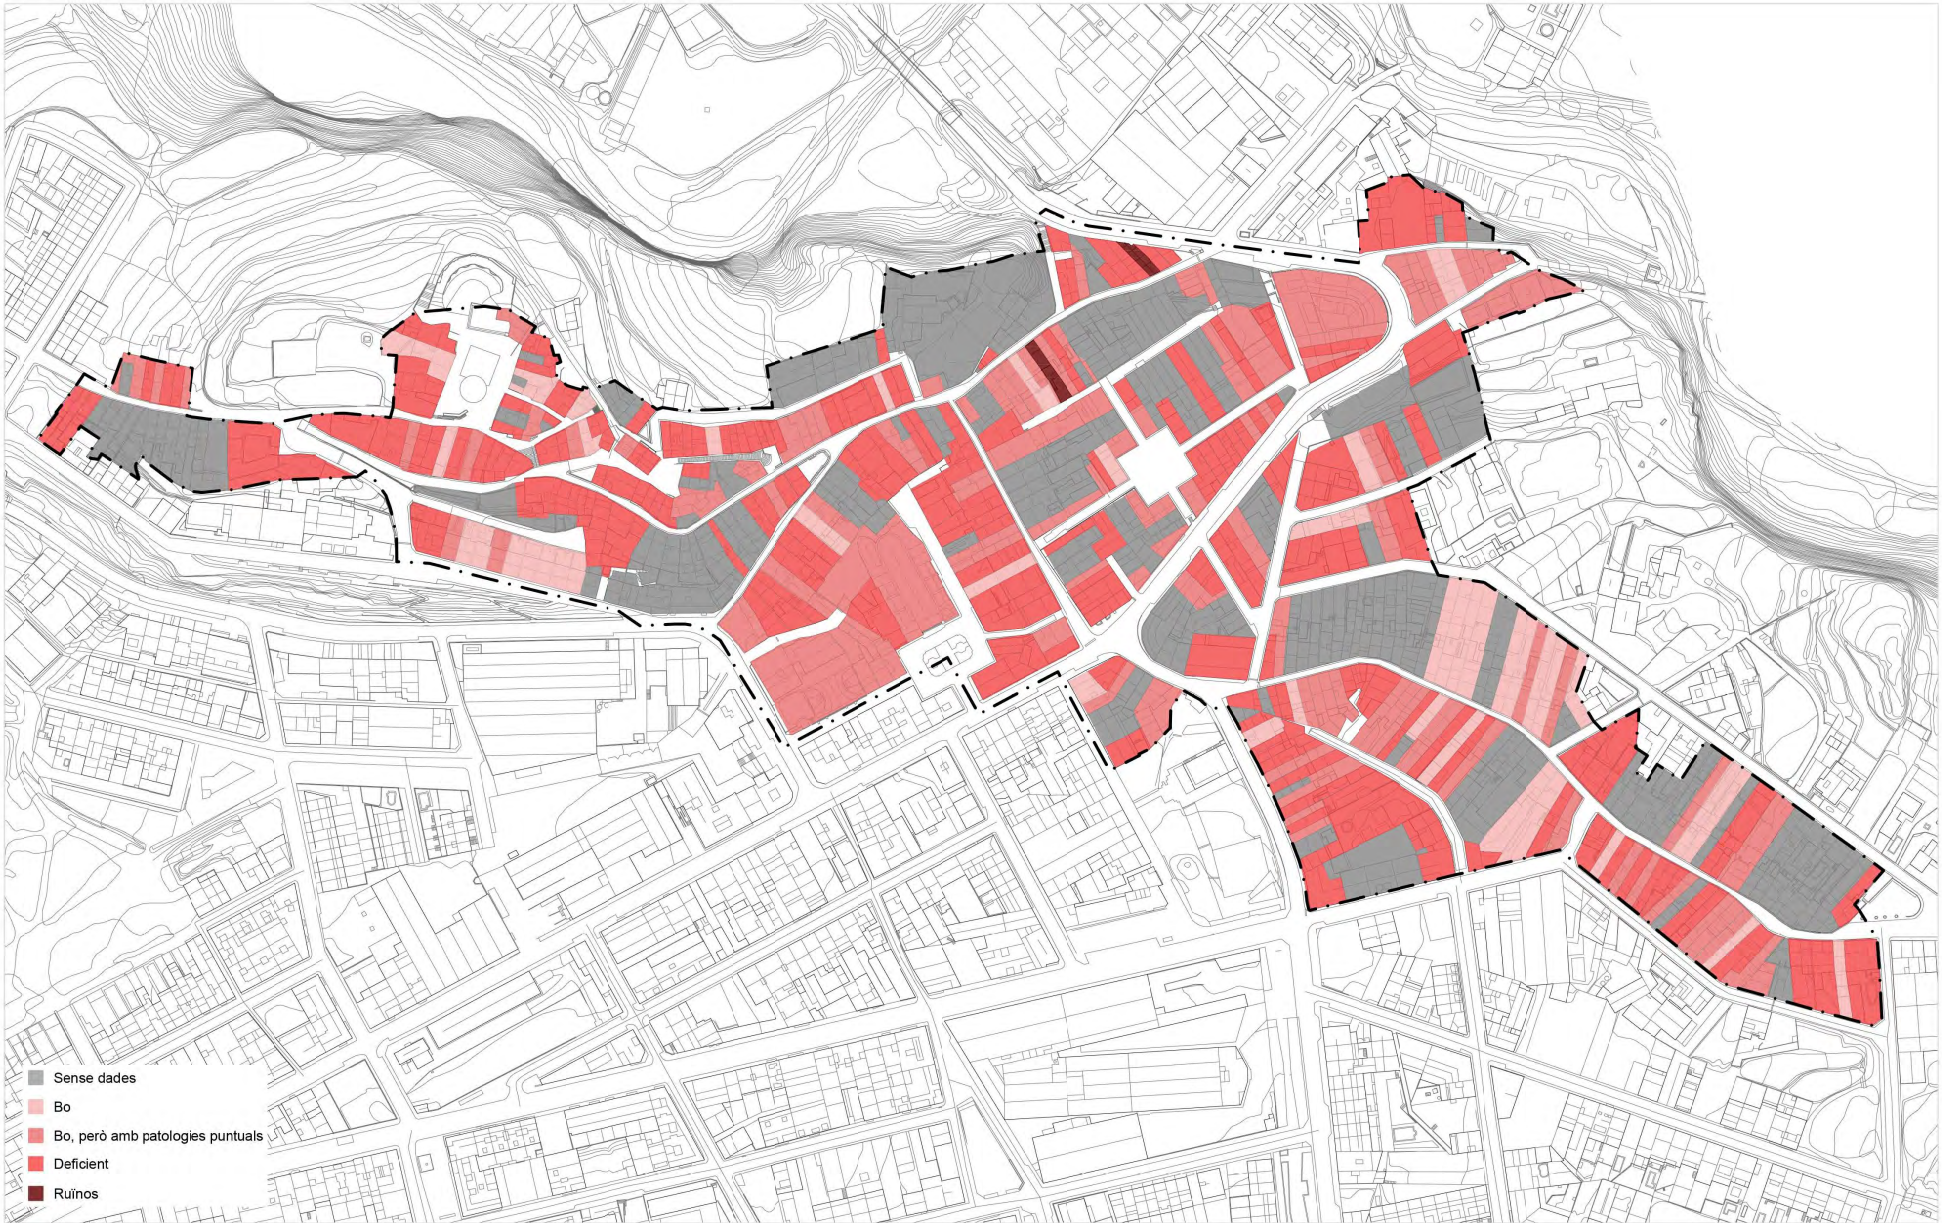 Sense dades
Bo
Bo, però amb patologies puntuals
Deficient
Ruïnos